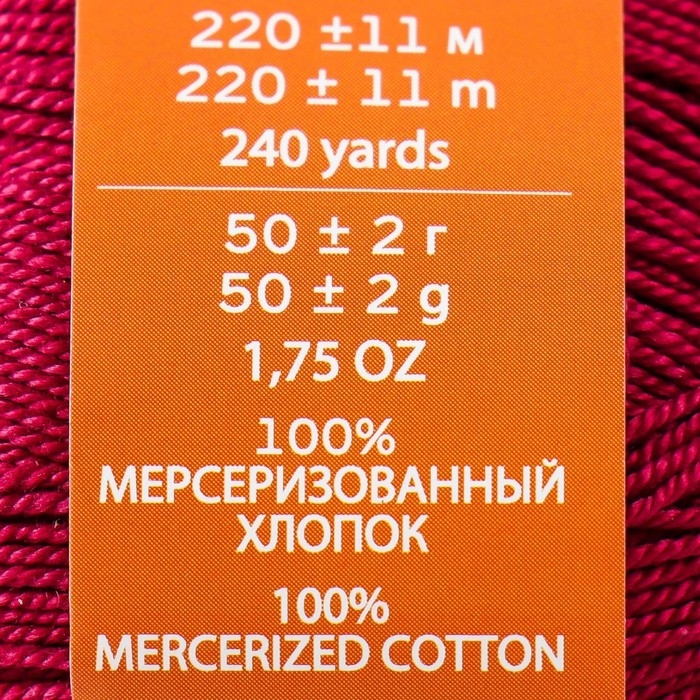 220 ±11 м
220 ± 11 m
240 yards
50 ± 2 г
50 ± 2 g
1,75 OZ
100%
МЕРСЕРИЗОВАННЫЙ
ХЛОПОК
100%
MERCERIZED COTTON